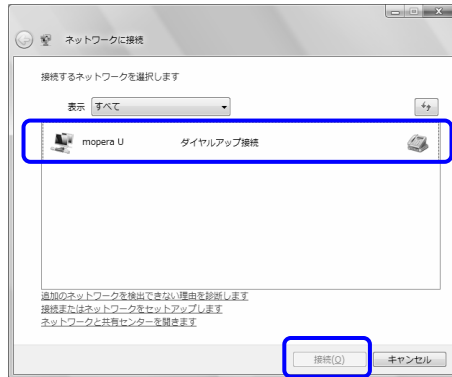 ネットワークに接続
接続するネットワークを選択します
表示 すべて
mopera U ダイヤルアップ接続
追加のネットワークを検出できない理由を診断します
接続またはネットワークをセットアップします
ネットワークと共有センターを開きます
接続(O) キャンセル